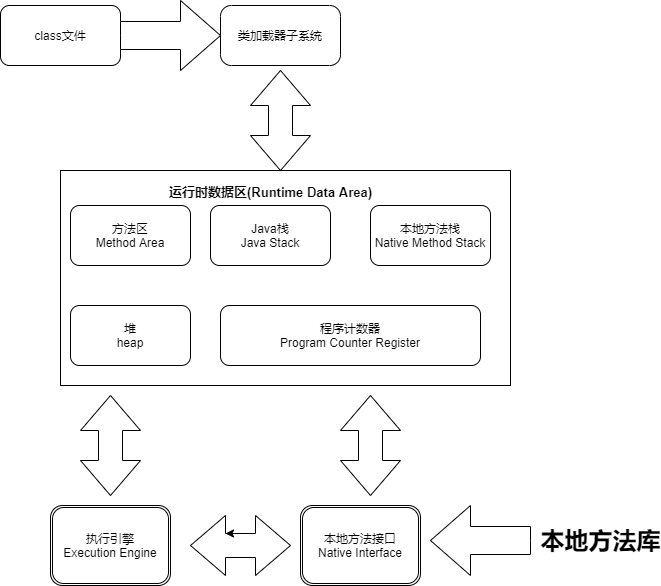 class文件
类加载器子系统
运行时数据区(Runtime Data Area)
方法区
Method Area
Java栈
Java Stack
本地方法栈
Native Method Stack
堆
heap
程序计数器
Program Counter Register
执行引擎
Execution Engine
本地方法接口
Native Interface
本地方法库